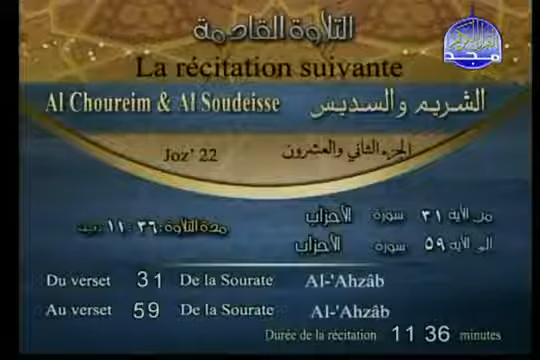 التلاوة القادمة
La récitation suivante
Al Choureim & Al Soudeisse الشريم والسديس
Joz' 22 الجزء الثاني والعشرون
من الآية ٣١ سورة الأحزاب
مدة التلاوة: ٣٦ : ١١ دقيقة
الى الآية ٥٩ سورة الأحزاب
Du verset 31 De la Sourate Al-'Ahzâb
Au verset 59 De la Sourate Al-'Ahzâb
Durée de la récitation 11 36 minutes
مجد